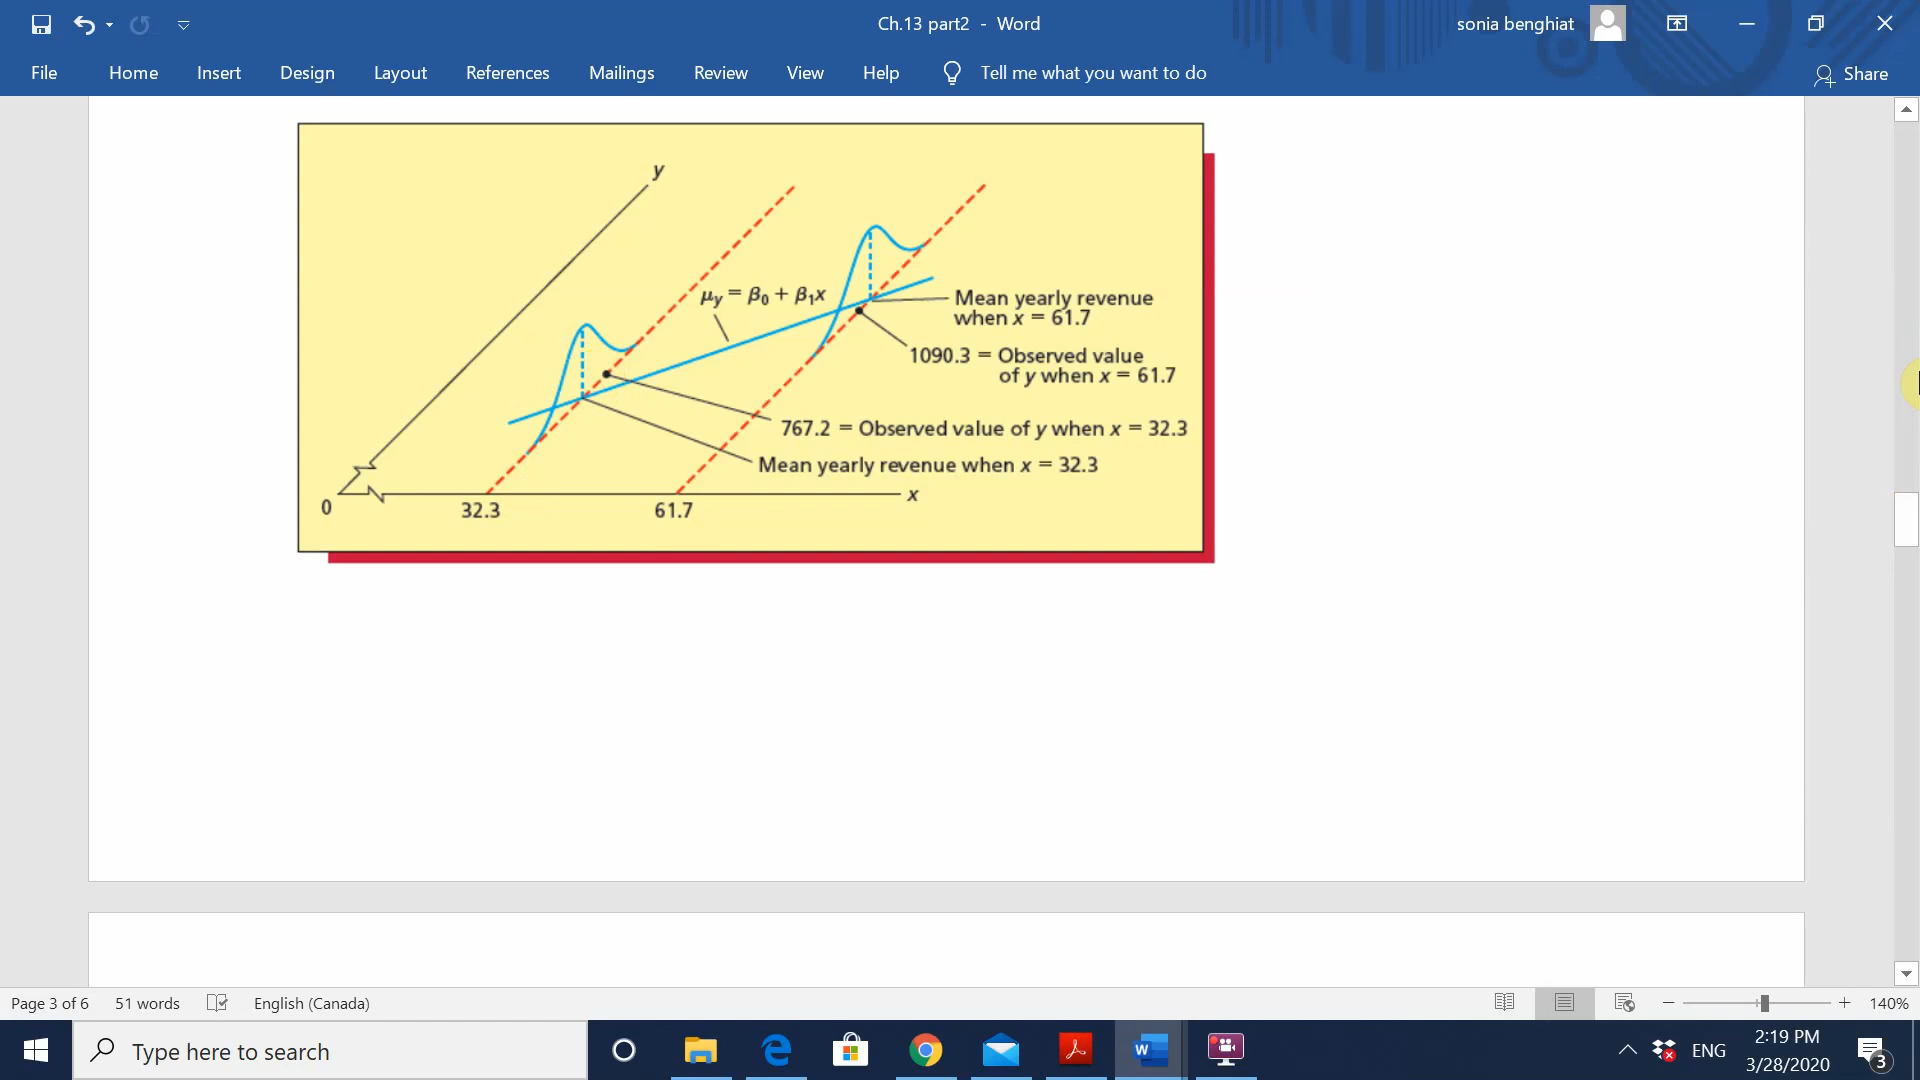 Ch.13 part2 - Word
sonia benghiat
File Home Insert Design Layout References Mailings Review View Help Tell me what you want to do Share
y
μy = β0 + β1x
Mean yearly revenue
when x = 61.7
1090.3 = Observed value
of y when x = 61.7
767.2 = Observed value of y when x = 32.3
Mean yearly revenue when x = 32.3
x
0 32.3 61.7
Page 3 of 6 51 words English (Canada) 140%
Type here to search
ENG
2:19 PM
3/28/2020
3